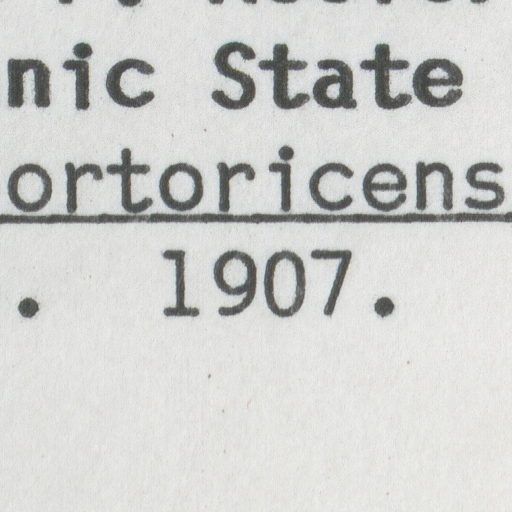 nic State
ortoricens
. 1907.